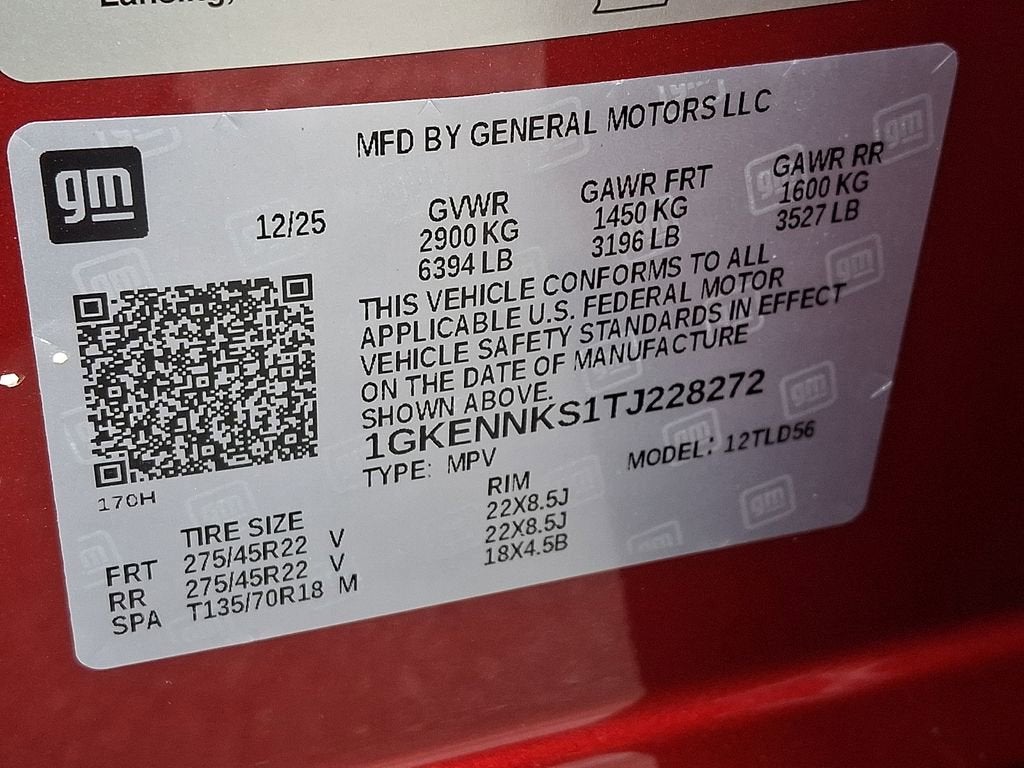 gm
MFD BY GENERAL MOTORS LLC
12/25
GVWR
2900 KG
6394 LB
GAWR FRT
1450 KG
3196 LB
GAWR RR
1600 KG
3527 LB
THIS VEHICLE CONFORMS TO ALL
APPLICABLE U.S. FEDERAL MOTOR
VEHICLE SAFETY STANDARDS IN EFFECT
ON THE DATE OF MANUFACTURE
SHOWN ABOVE.
1GKENNKS1TJ228272
TYPE: MPV MODEL: 12TLD56
170H
TIRE SIZE RIM
FRT 275/45R22 V 22X8.5J
RR 275/45R22 V 22X8.5J
SPA T135/70R18 M 18X4.5B